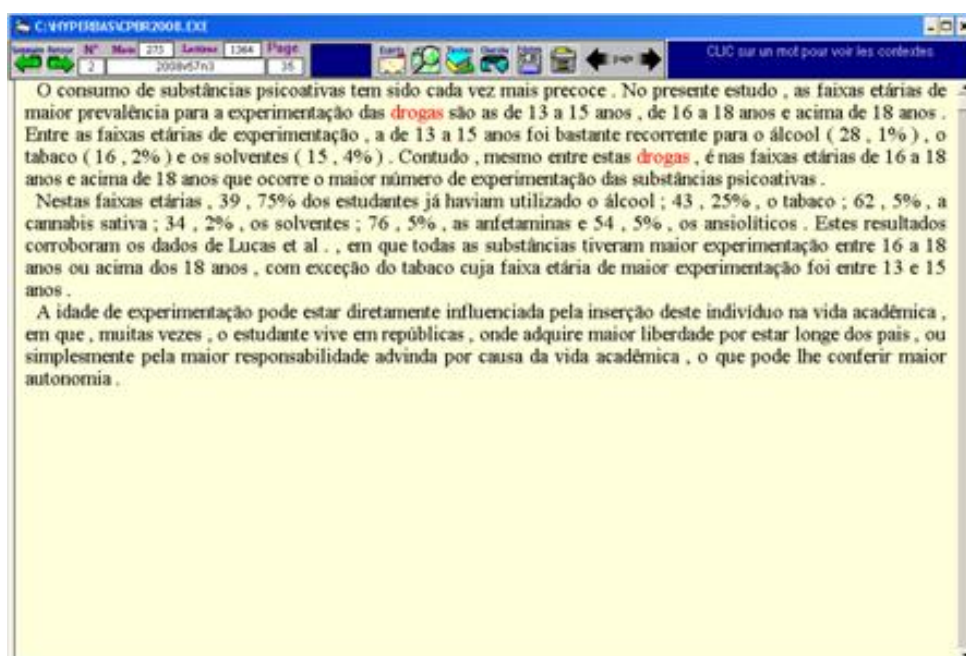 C:\HYPERBAS\CPBR2008.EXE
Sommaire Retour N° Mots 273 Lettres 1364 Page
2 2008v57n3 35
page
CLIC sur un mot pour voir les contextes
O consumo de substâncias psicoativas tem sido cada vez mais precoce . No presente estudo , as faixas etárias de
maior prevalência para a experimentação das drogas são as de 13 a 15 anos , de 16 a 18 anos e acima de 18 anos .
Entre as faixas etárias de experimentação , a de 13 a 15 anos foi bastante recorrente para o álcool ( 28 , 1% ) , o
tabaco ( 16 , 2% ) e os solventes ( 15 , 4% ) . Contudo , mesmo entre estas drogas , é nas faixas etárias de 16 a 18
anos e acima de 18 anos que ocorre o maior número de experimentação das substâncias psicoativas .
Nestas faixas etárias , 39 , 75% dos estudantes já haviam utilizado o álcool ; 43 , 25% , o tabaco ; 62 , 5% , a
cannabis sativa ; 34 , 2% , os solventes ; 76 , 5% , as anfetaminas e 54 , 5% , os ansiolíticos . Estes resultados
corroboram os dados de Lucas et al . , em que todas as substâncias tiveram maior experimentação entre 16 a 18
anos ou acima dos 18 anos , com exceção do tabaco cuja faixa etária de maior experimentação foi entre 13 e 15
anos .
A idade de experimentação pode estar diretamente influenciada pela inserção deste indivíduo na vida acadêmica ,
em que , muitas vezes , o estudante vive em repúblicas , onde adquire maior liberdade por estar longe dos pais , ou
simplesmente pela maior responsabilidade advinda por causa da vida acadêmica , o que pode lhe conferir maior
autonomia .